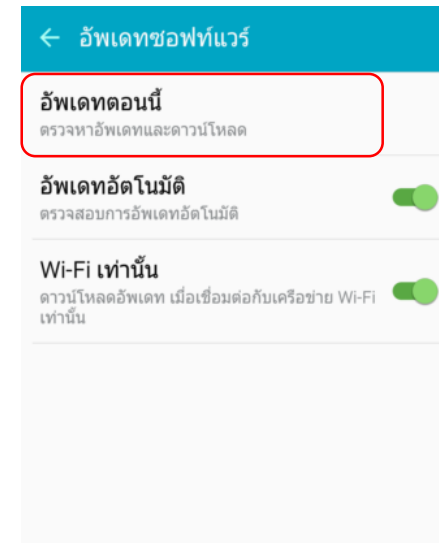 อัพเดทซอฟท์แวร์
อัพเดทตอนนี้
ตรวจหาอัพเดทและดาวน์โหลด
อัพเดทอัตโนมัติ
ตรวจสอบการอัพเดทอัตโนมัติ
Wi-Fi เท่านั้น
ดาวน์โหลดอัพเดท เมื่อเชื่อมต่อกับเครือข่าย Wi-Fi
เท่านั้น